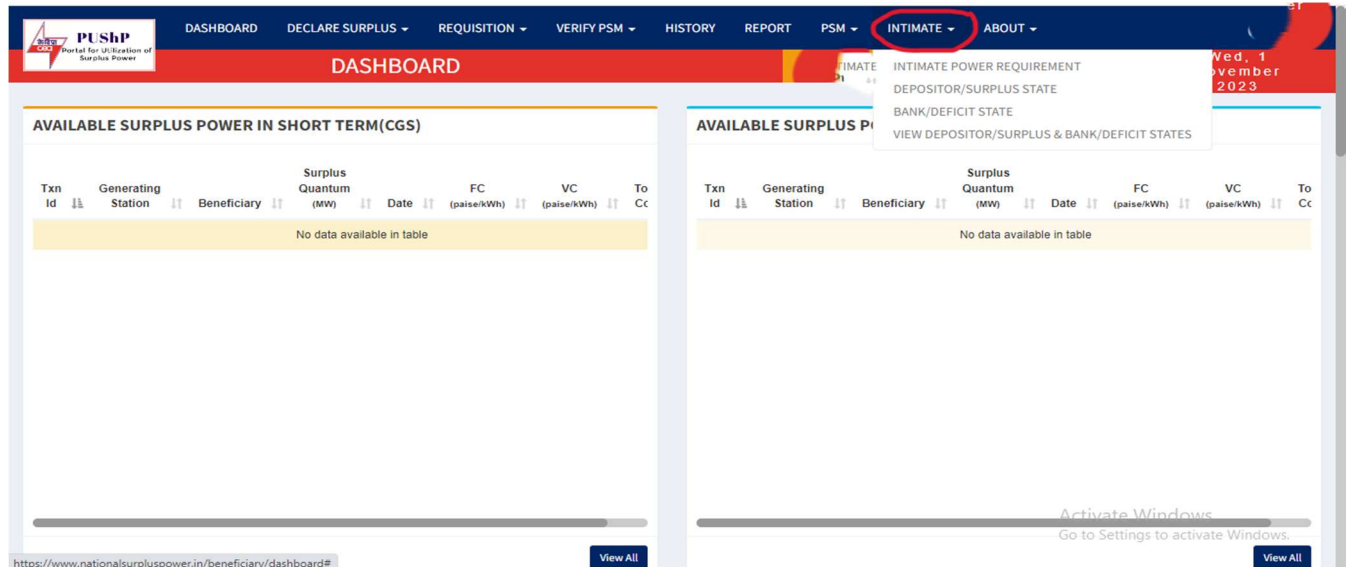 PUShP
Portal for Utilization of
Surplus Power
DASHBOARD
DECLARE SURPLUS
REQUISITION
VERIFY PSM
HISTORY
REPORT
PSM
INTIMATE
ABOUT
DASHBOARD
INTIMATE POWER REQUIREMENT
DEPOSITOR/SURPLUS STATE
BANK/DEFICIT STATE
VIEW DEPOSITOR/SURPLUS & BANK/DEFICIT STATES
Wed, 1
2023
AVAILABLE SURPLUS POWER IN SHORT TERM(CGS)
Txn Id
Generating Station
Beneficiary
Surplus Quantum (MW)
Date
FC (paise/kWh)
VC (paise/kWh)
To
Cc
No data available in table
View All
AVAILABLE SURPLUS P
Txn Id
Generating Station
Beneficiary
Surplus Quantum (MW)
Date
FC (paise/kWh)
VC (paise/kWh)
To
Cc
No data available in table
Activate Windows
Go to Settings to activate Windows.
View All
https://www.nationalsurpluspower.in/beneficiary/dashboard#